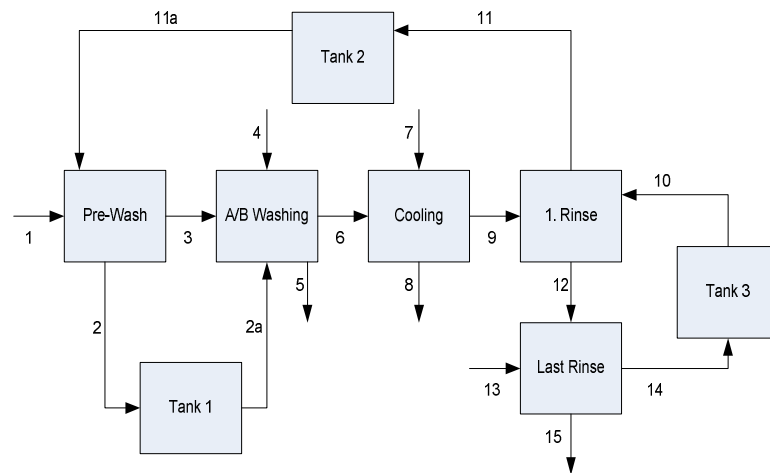 11a
11
Tank 2
4
7
Pre-Wash
A/B Washing
Cooling
1. Rinse
10
1
3
6
9
5
8
12
Tank 3
2
2a
Tank 1
Last Rinse
13
14
15